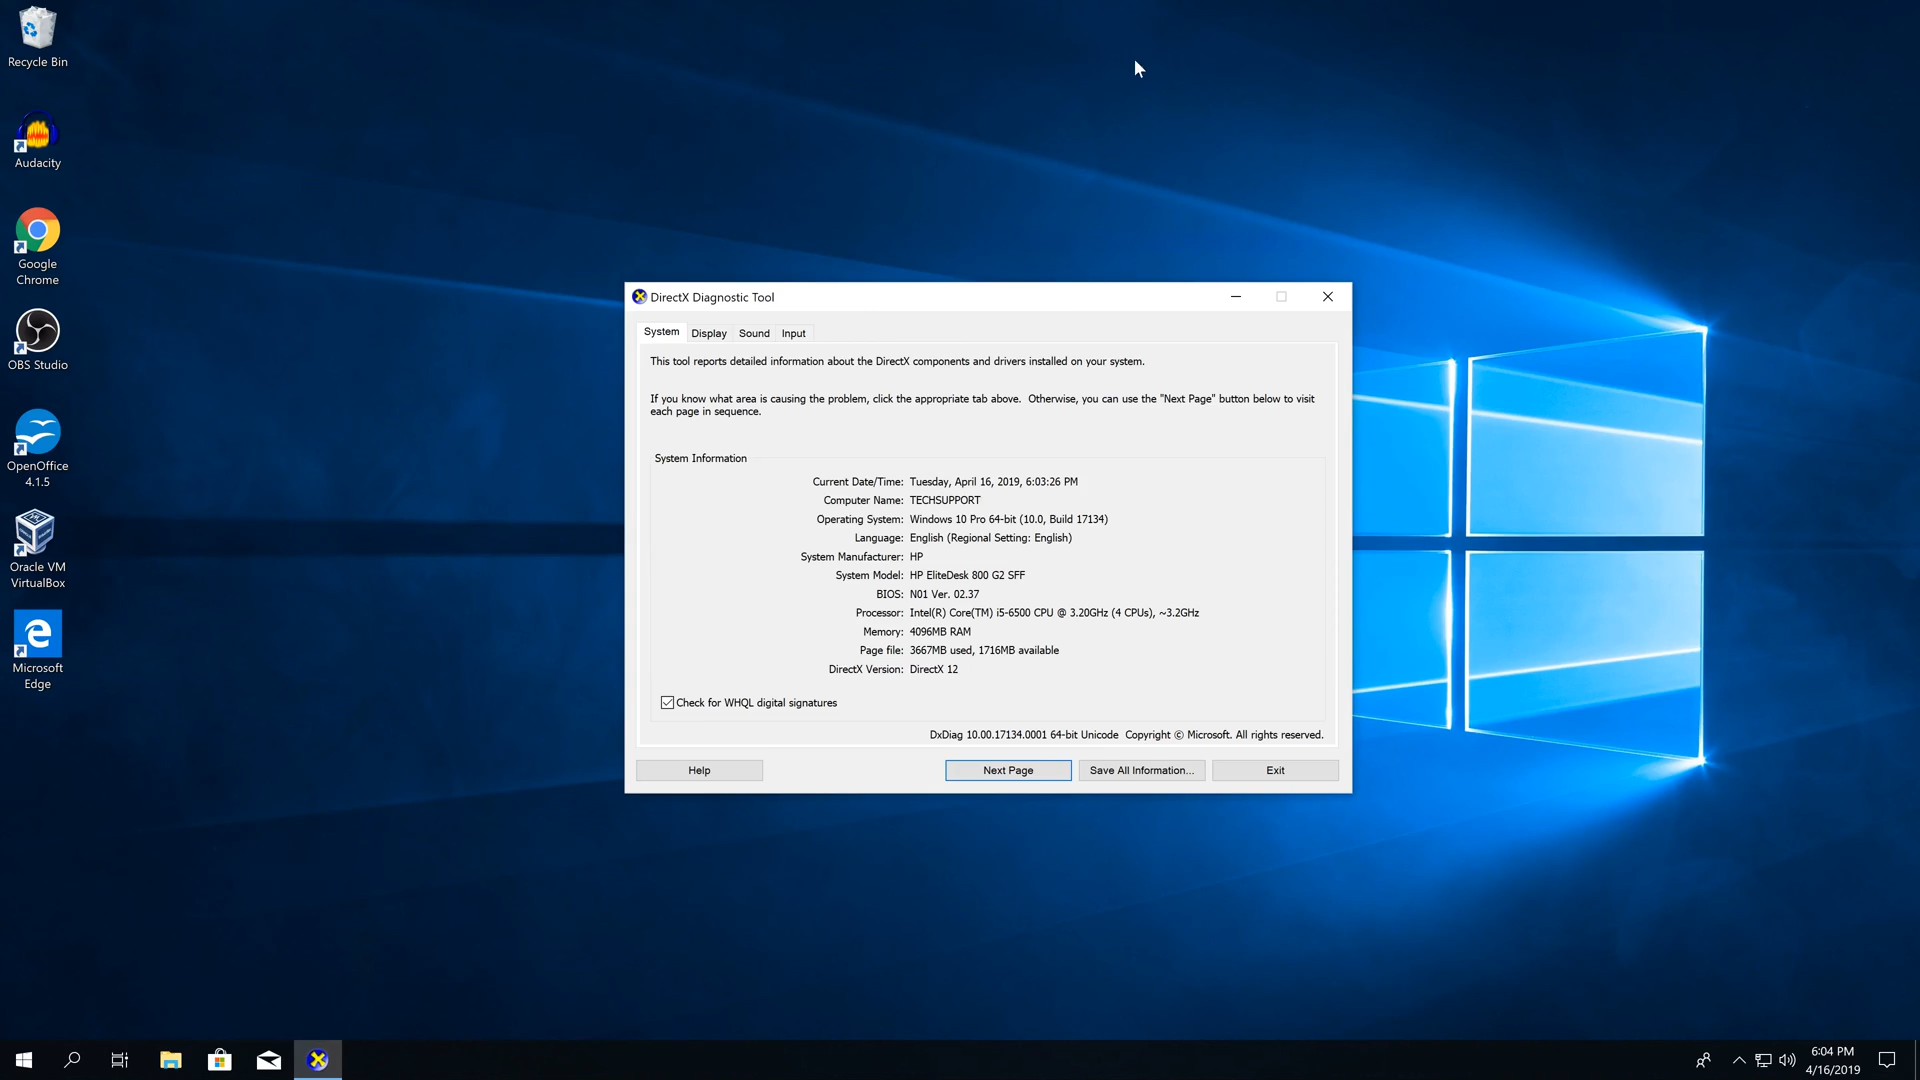 Recycle Bin
Audacity
Google
Chrome
OBS Studio
OpenOffice
4.1.5
Oracle VM
VirtualBox
Microsoft
Edge
DirectX Diagnostic Tool
System Display Sound Input
This tool reports detailed information about the DirectX components and drivers installed on your system.
If you know what area is causing the problem, click the appropriate tab above.  Otherwise, you can use the "Next Page" button below to visit
each page in sequence.
System Information
Current Date/Time: Tuesday, April 16, 2019, 6:03:26 PM
Computer Name: TECHSUPPORT
Operating System: Windows 10 Pro 64-bit (10.0, Build 17134)
Language: English (Regional Setting: English)
System Manufacturer: HP
System Model: HP EliteDesk 800 G2 SFF
BIOS: N01 Ver. 02.37
Processor: Intel(R) Core(TM) i5-6500 CPU @ 3.20GHz (4 CPUs), ~3.2GHz
Memory: 4096MB RAM
Page file: 3667MB used, 1716MB available
DirectX Version: DirectX 12
Check for WHQL digital signatures
DxDiag 10.00.17134.0001 64-bit Unicode  Copyright © Microsoft. All rights reserved.
Help Next Page Save All Information... Exit
6:04 PM
4/16/2019